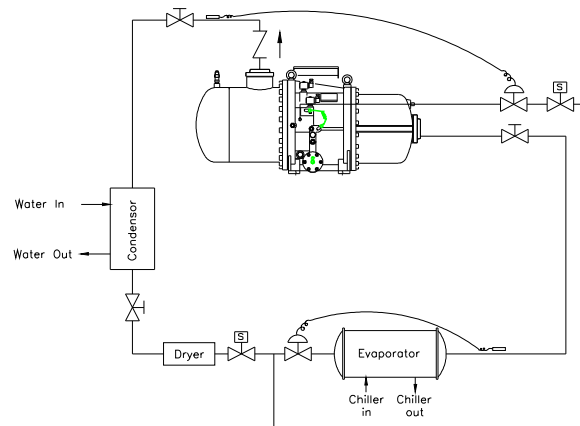 S
Water In
Water Out
Condensor
S
Dryer
Evaporator
Chiller
in
Chiller
out